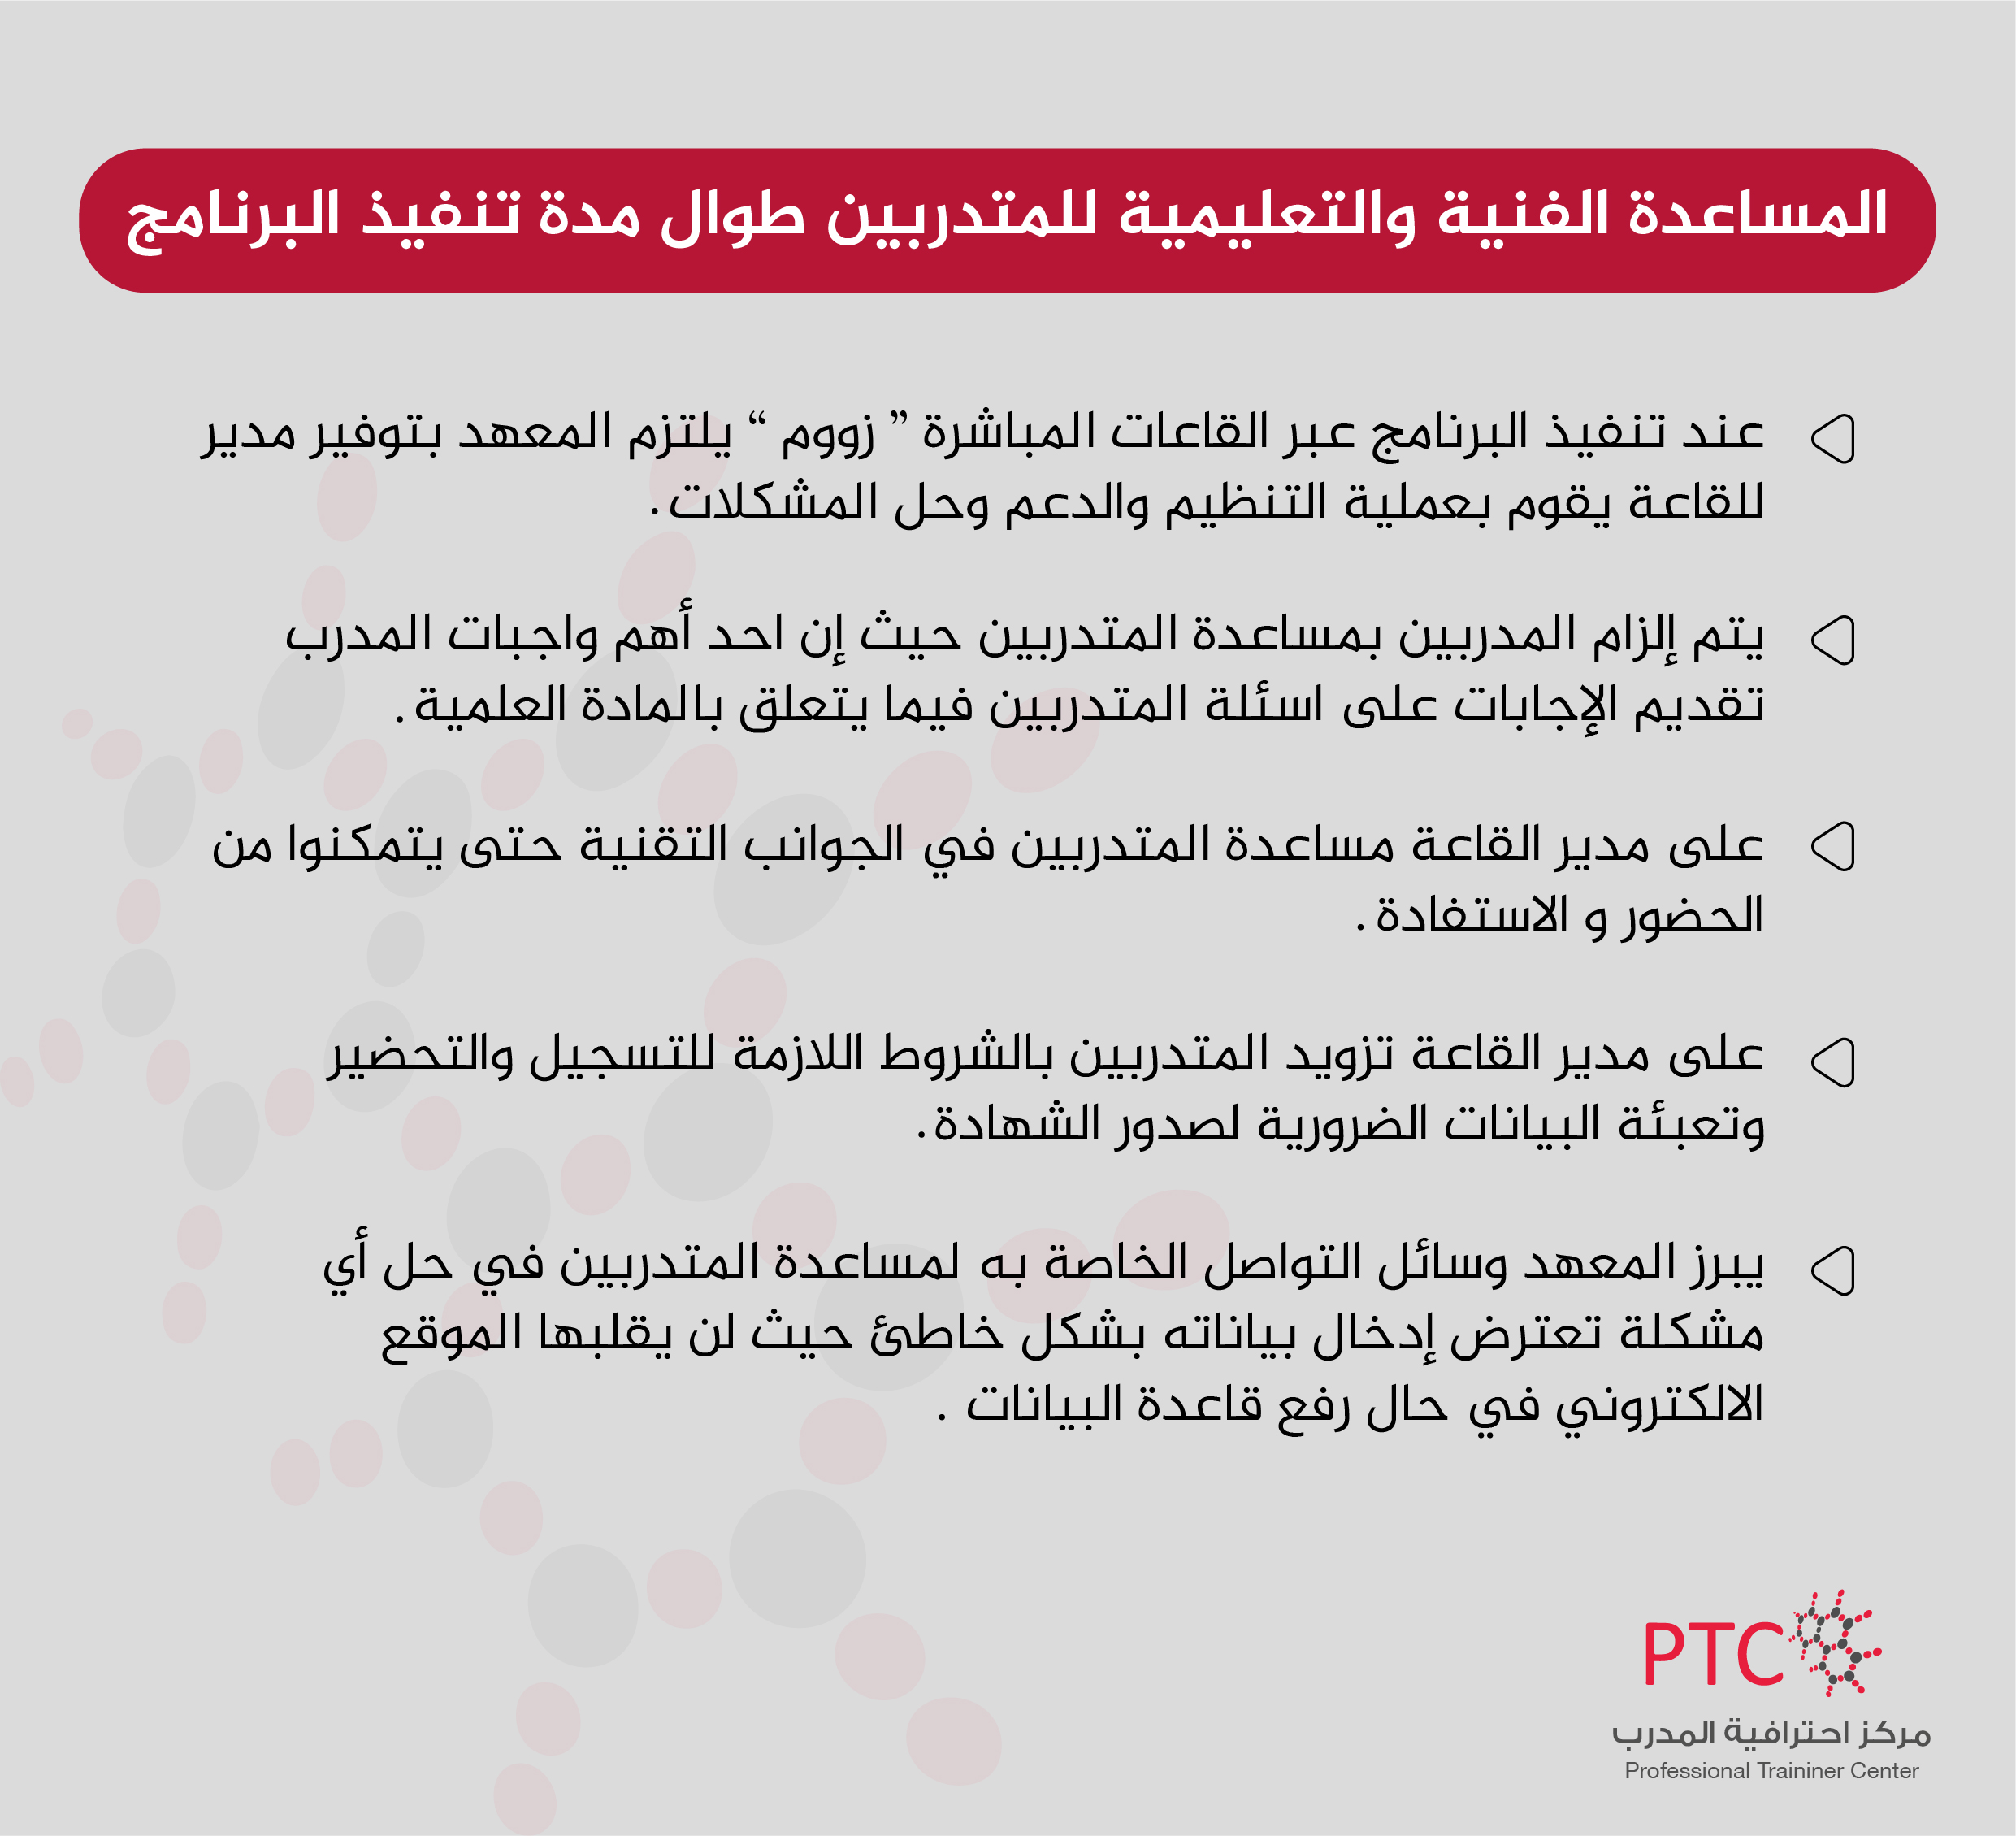 المساعدة الفنية والتعليمية للمتدربين طوال مدة تنفيذ البرنامج
عند تنفيذ البرنامج عبر القاعات المباشرة ” زووم “ يلتزم المعهد بتوفير مدير
للقاعة يقوم بعملية التنظيم والدعم وحل المشكلات.
يتم إلزام المدربين بمساعدة المتدربين حيث إن احد أهم واجبات المدرب
تقديم الإجابات على اسئلة المتدربين فيما يتعلق بالمادة العلمية.
على مدير القاعة مساعدة المتدربين في الجوانب التقنية حتى يتمكنوا من
الحضور و الاستفادة.
على مدير القاعة تزويد المتدربين بالشروط اللازمة للتسجيل والتحضير
وتعبئة البيانات الضرورية لصدور الشهادة.
يبرز المعهد وسائل التواصل الخاصة به لمساعدة المتدربين في حل أي
مشكلة تعترض إدخال بياناته بشكل خاطئ حيث لن يقلبها الموقع
الالكتروني في حال رفع قاعدة البيانات .
PTC
مركز احترافية المدرب
Professional Traininer Center